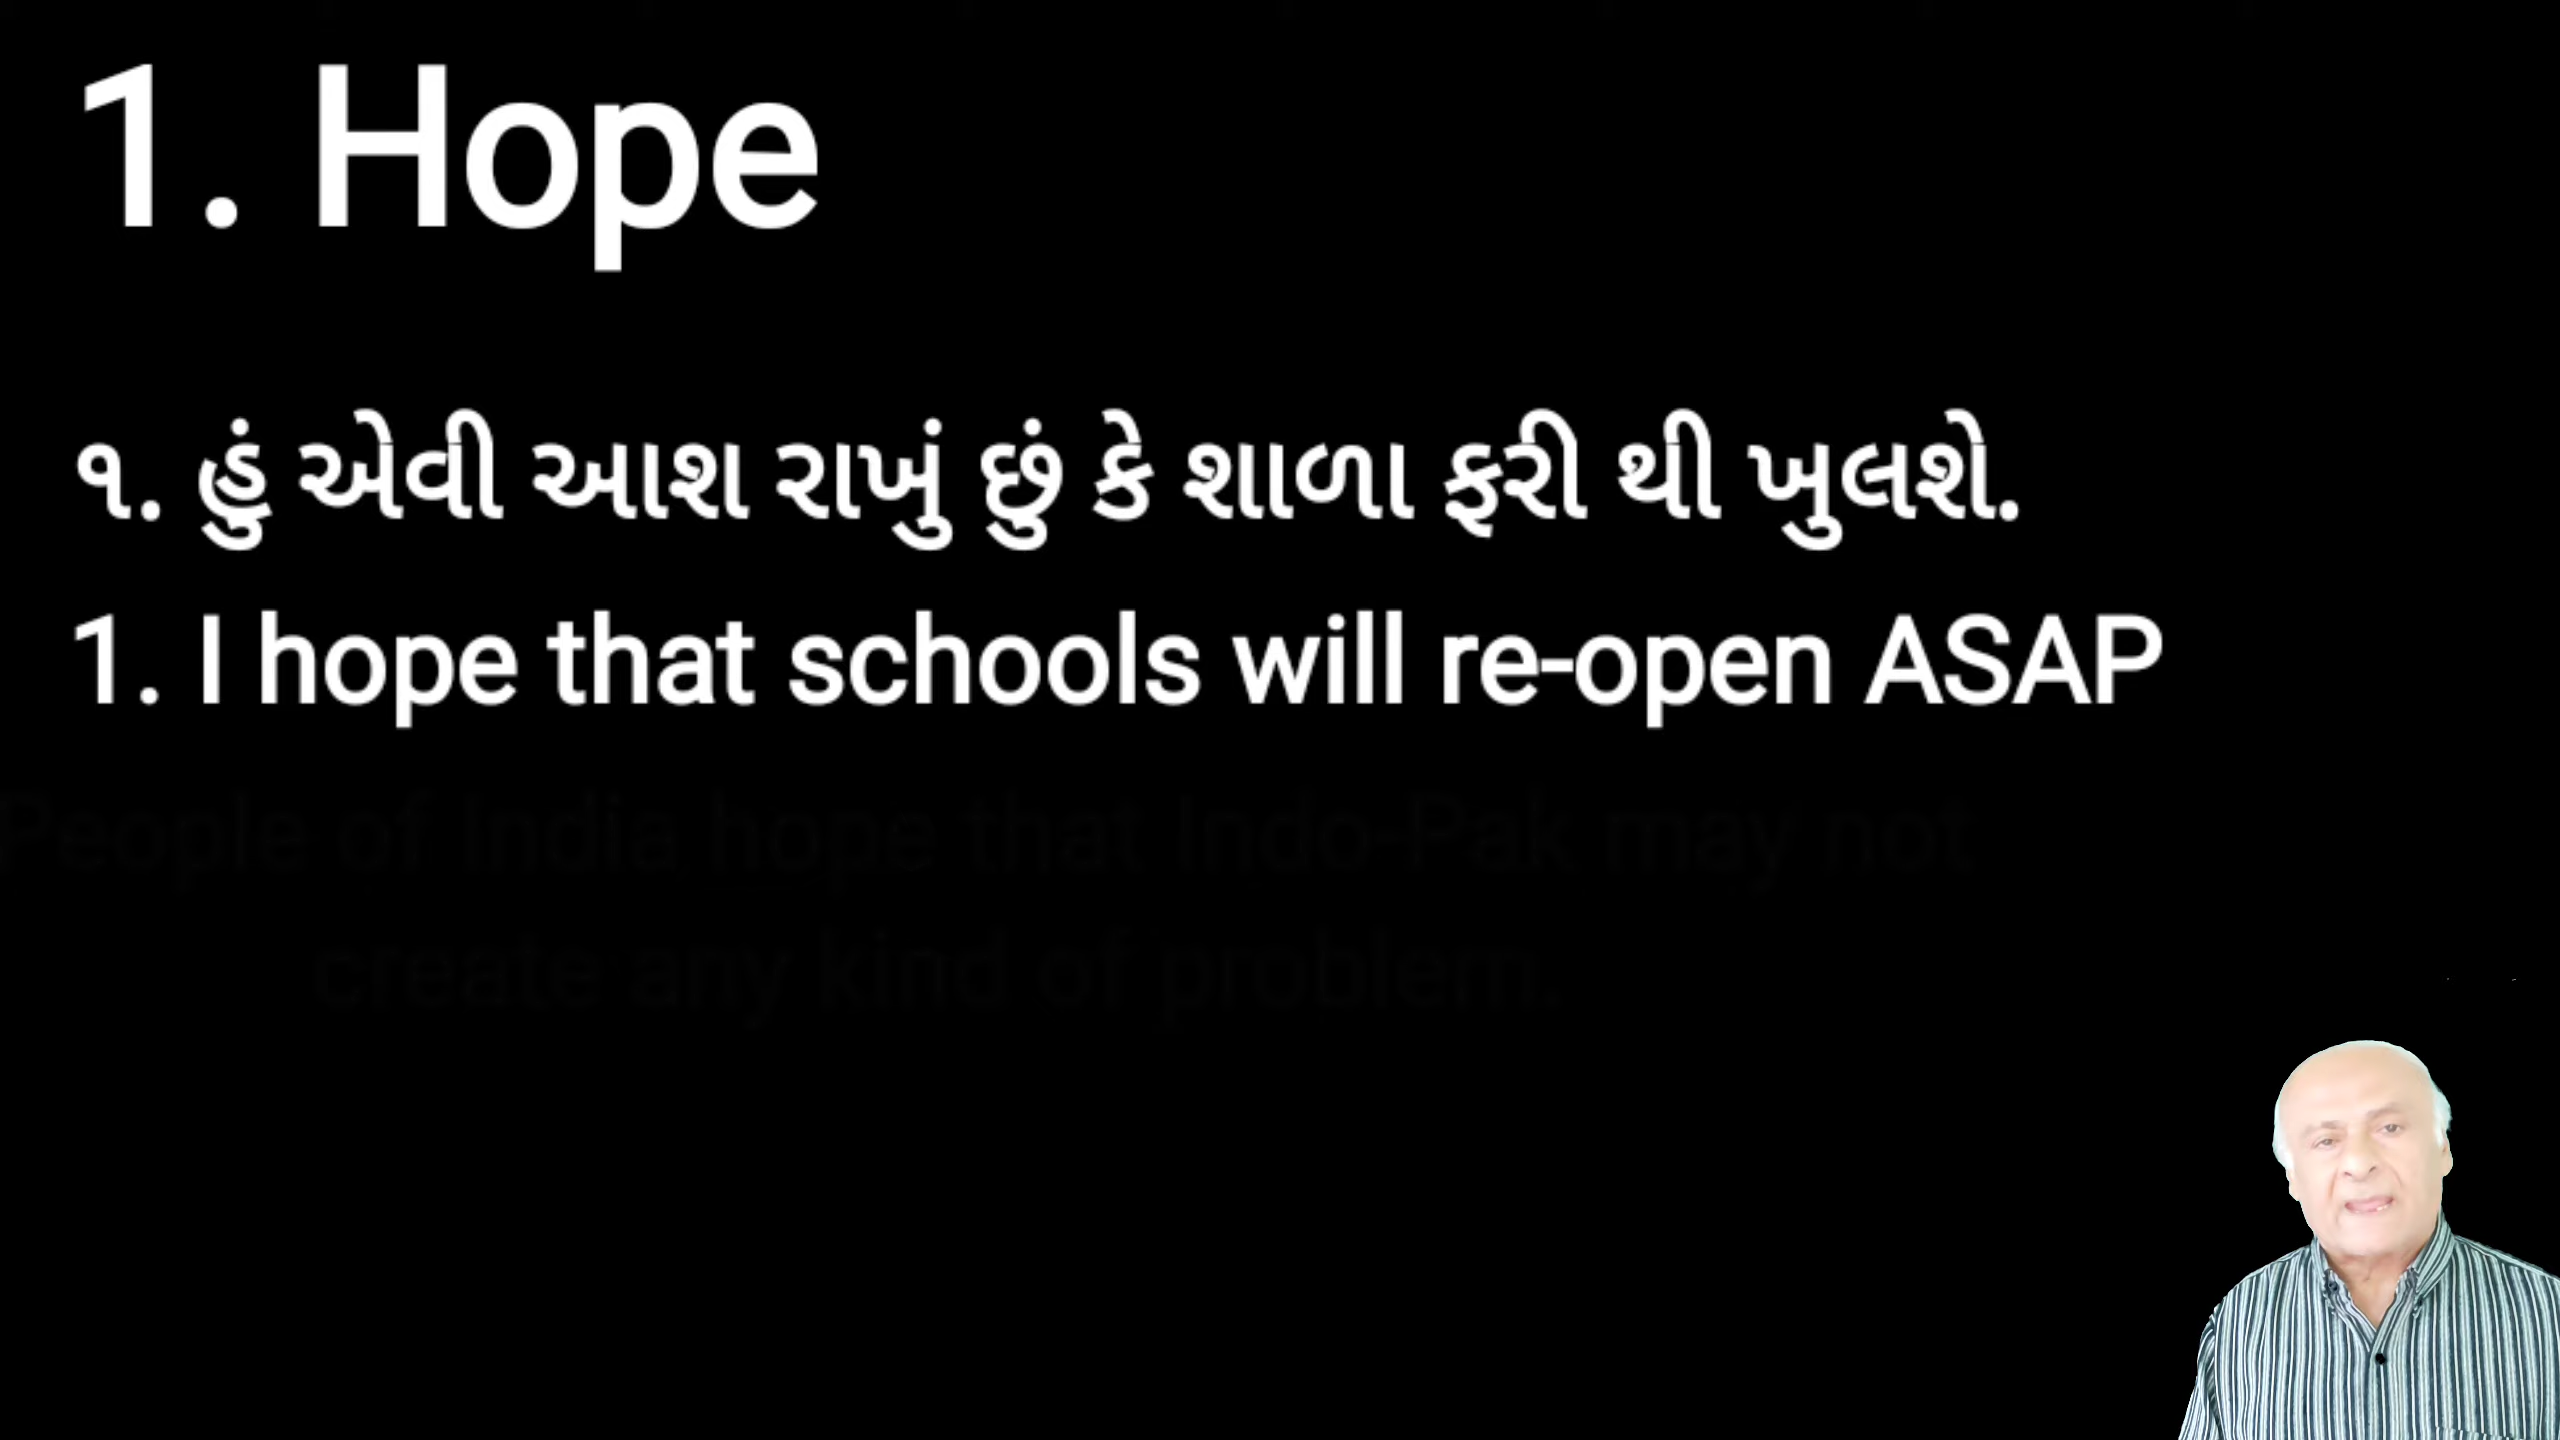 1. Hope
૧. હું એવી આશ રાખું છું કે શાળા ફરી થી ખુલશે.
1. I hope that schools will re-open ASAP
People of India hope that Indo-Pak may not
create any kind of problem.